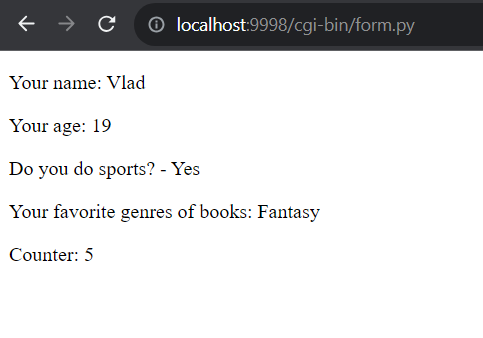 localhost:9998/cgi-bin/form.py
Your name: Vlad
Your age: 19
Do you do sports? - Yes
Your favorite genres of books: Fantasy
Counter: 5